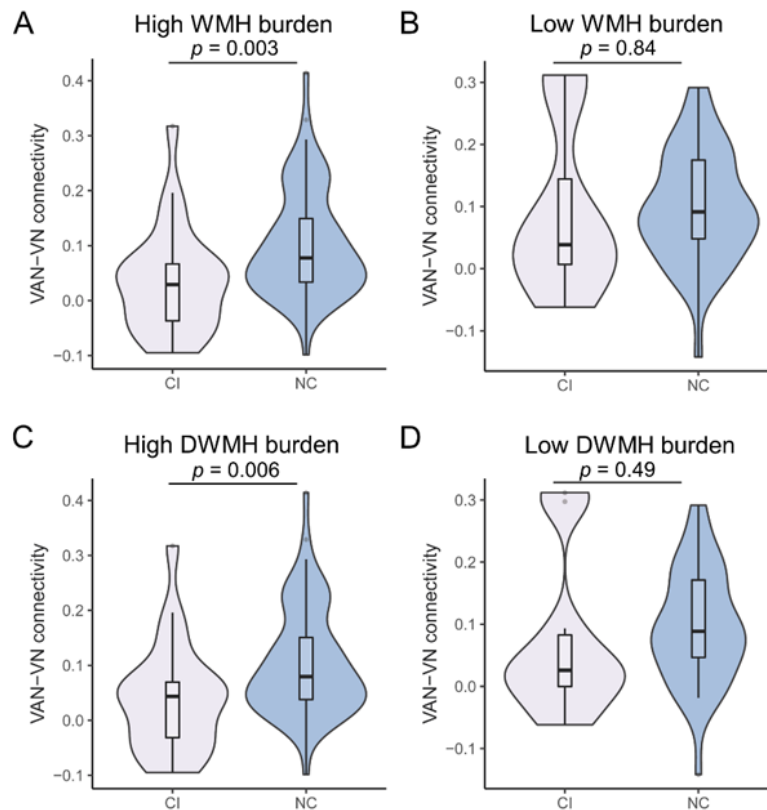 A
High WMH burden
p = 0.003
VAN−VN connectivity
0.4
0.3
0.2
0.1
0.0
−0.1
CI
NC
B
Low WMH burden
p = 0.84
VAN−VN connectivity
0.3
0.2
0.1
0.0
−0.1
CI
NC
C
High DWMH burden
p = 0.006
VAN−VN connectivity
0.4
0.3
0.2
0.1
0.0
−0.1
CI
NC
D
Low DWMH burden
p = 0.49
VAN−VN connectivity
0.3
0.2
0.1
0.0
−0.1
CI
NC